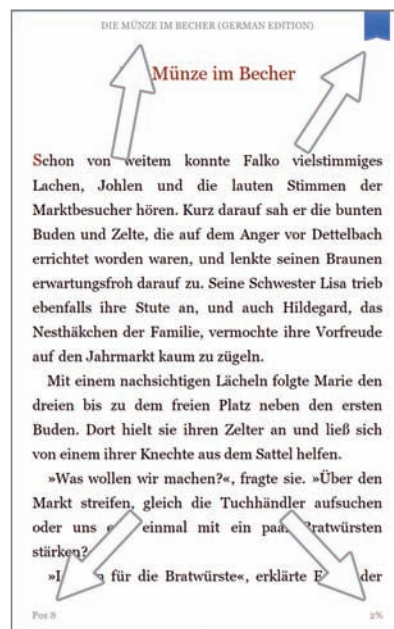 DIE MÜNZE IM BECHER (GERMAN EDITION)
Münze im Becher
Schon von weitem konnte Falko vielstimmiges
Lachen, Johlen und die lauten Stimmen der
Marktbesucher hören. Kurz darauf sah er die bunten
Buden und Zelte, die auf dem Anger vor Dettelbach
errichtet worden waren, und lenkte seinen Braunen
erwartungsfroh darauf zu. Seine Schwester Lisa trieb
ebenfalls ihre Stute an, und auch Hildegard, das
Nesthäkchen der Familie, vermochte ihre Vorfreude
auf den Jahrmarkt kaum zu zügeln.
Mit einem nachsichtigen Lächeln folgte Marie den
dreien bis zu dem freien Platz neben den ersten
Buden. Dort hielt sie ihren Zelter an und ließ sich
von einem ihrer Knechte aus dem Sattel helfen.
»Was wollen wir machen?«, fragte sie. »Über den
Markt streifen, gleich die Tuchhändler aufsuchen
oder uns einmal mit ein paar Bratwürsten
stärken?
für die Bratwürste«, erklärte der
Pos 8
2%